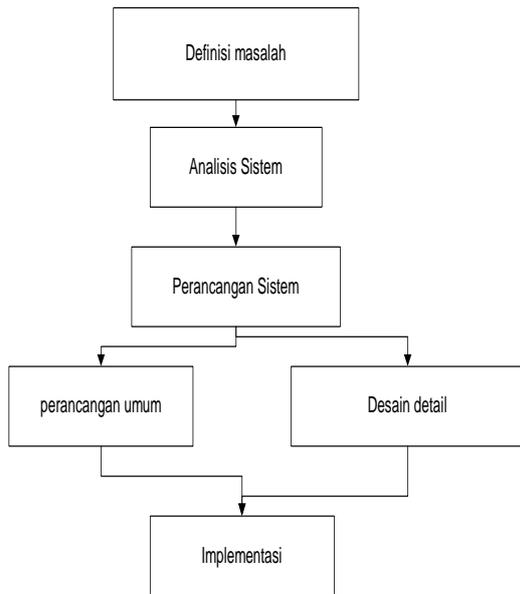 Definisi masalah
Analisis Sistem
Perancangan Sistem
perancangan umum
Desain detail
Implementasi